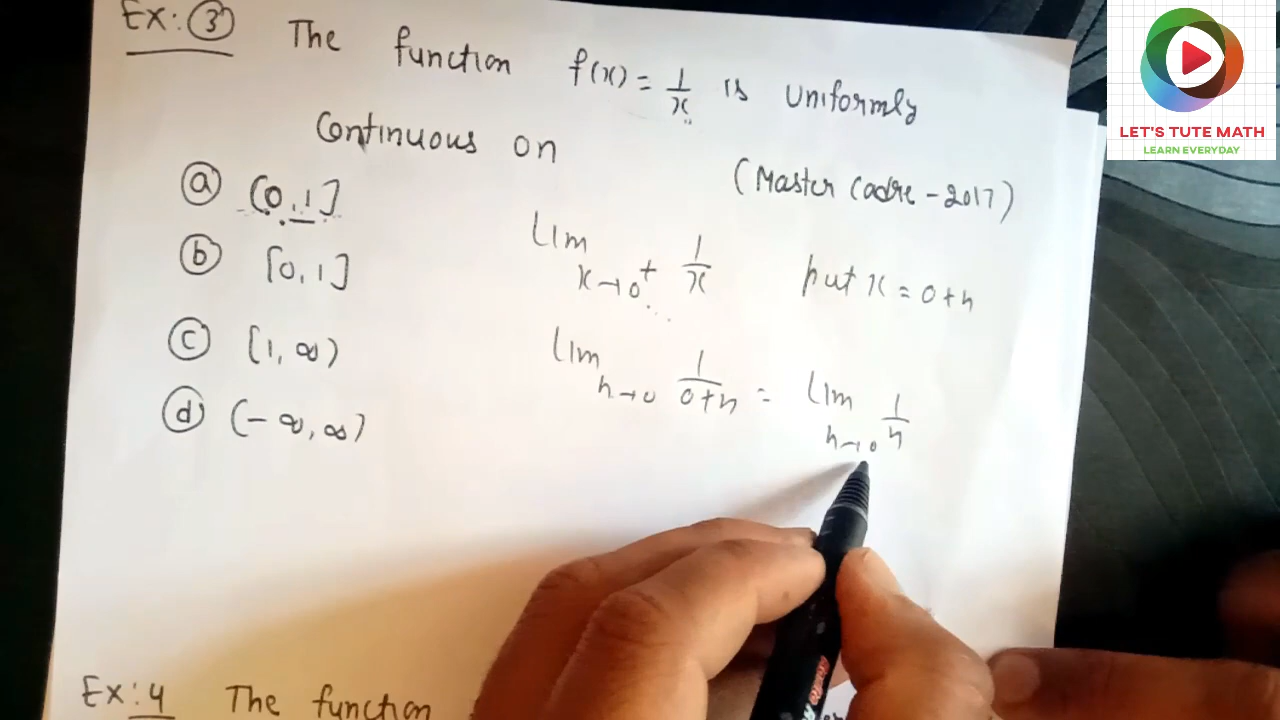 Ex: ③ The function f(x) = 1/x is uniformly
continuous on
(Master Cadre - 2017)
ⓐ (0, 1]
ⓑ [0, 1]
ⓒ [1, ∞)
ⓓ (-∞, ∞)
Lim x→0⁺ 1/x put x = 0+h
Lim h→0 1/(0+h) = Lim h→0 1/h
Ex: 4 The function
LET'S TUTE MATH
LEARN EVERYDAY